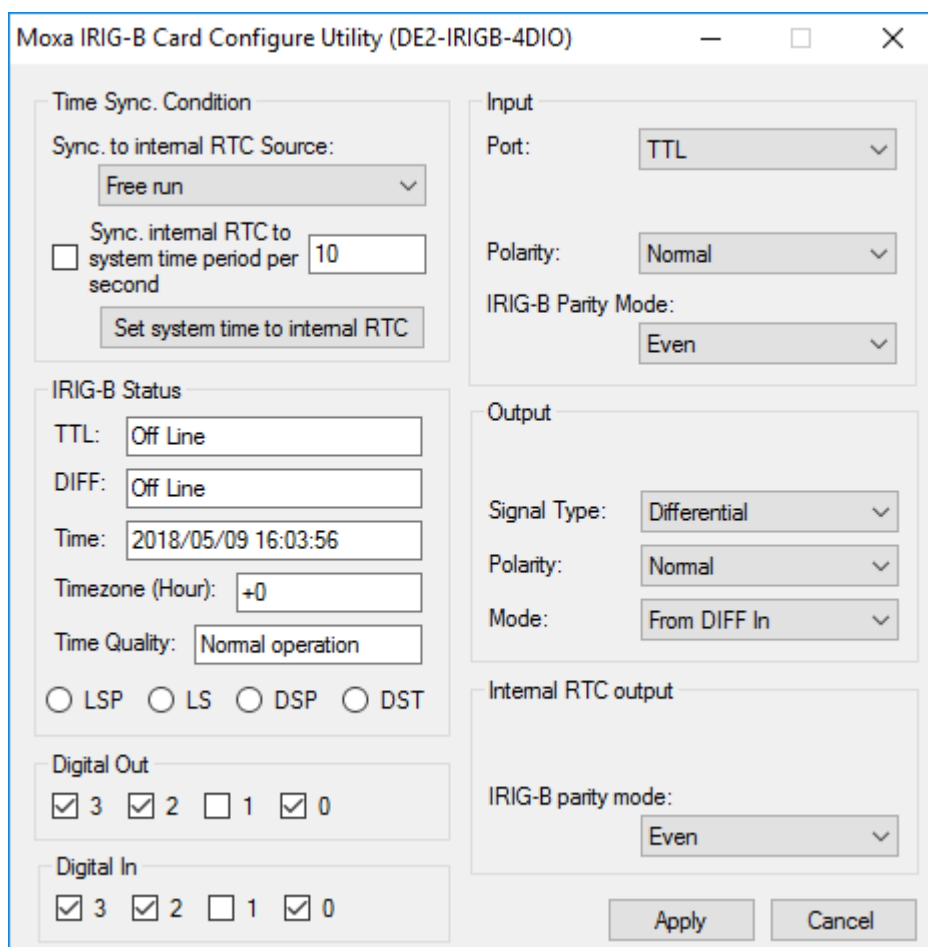 Moxa IRIG-B Card Configure Utility (DE2-IRIGB-4DIO)
Time Sync. Condition
Sync. to internal RTC Source:
Free run
Sync. internal RTC to
system time period per
second
10
Set system time to internal RTC
IRIG-B Status
TTL: Off Line
DIFF: Off Line
Time: 2018/05/09 16:03:56
Timezone (Hour): +0
Time Quality: Normal operation
LSP LS DSP DST
Digital Out
3 2 1 0
Digital In
3 2 1 0
Input
Port: TTL
Polarity: Normal
IRIG-B Parity Mode:
Even
Output
Signal Type: Differential
Polarity: Normal
Mode: From DIFF In
Internal RTC output
IRIG-B parity mode:
Even
Apply Cancel